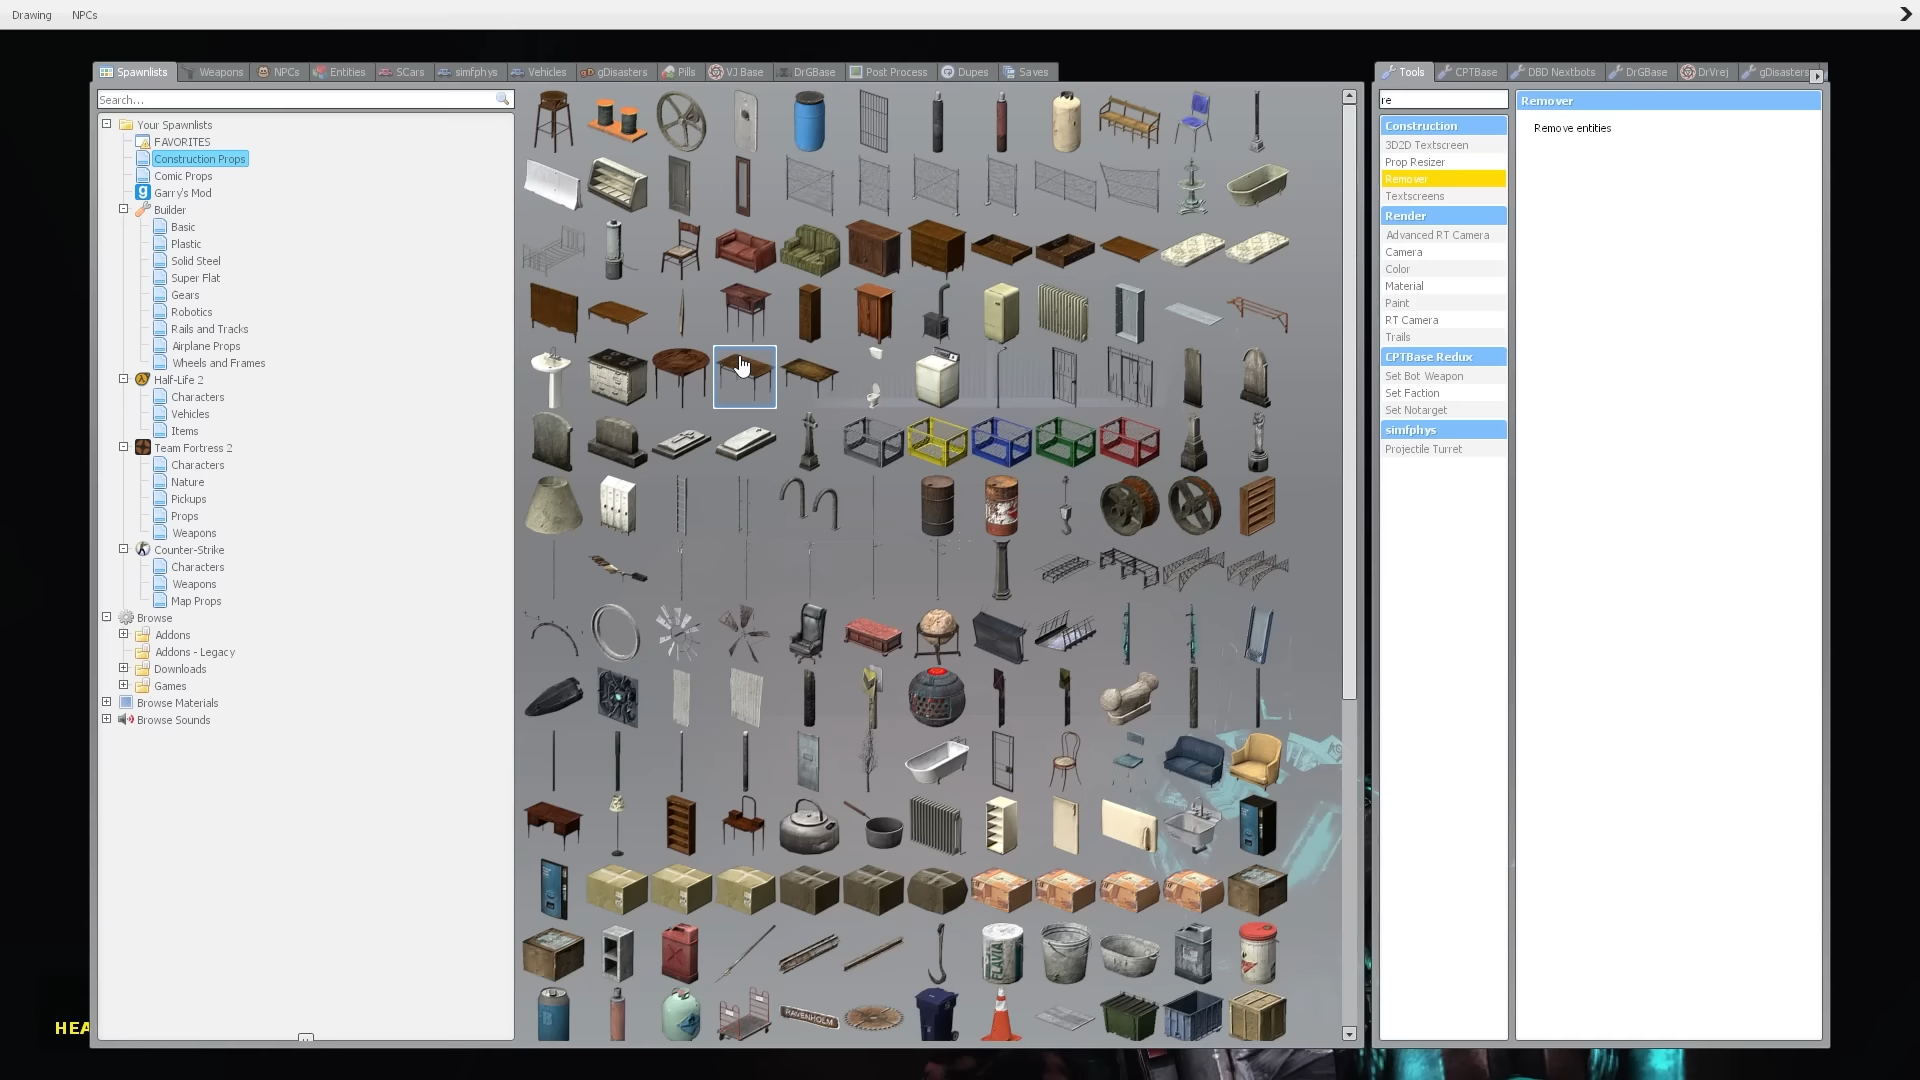 Drawing NPCs
Spawnlists Weapons NPCs Entities SCars simfphys Vehicles gDisasters Pills VJ Base DrGBase Post Process Dupes Saves
Tools CPTBase DBD Nextbots DrGBase DrVrej gDisasters
Search...
Your Spawnlists
FAVORITES
Construction Props
Comic Props
Garry's Mod
Builder
Basic
Plastic
Solid Steel
Super Flat
Gears
Robotics
Rails and Tracks
Airplane Props
Wheels and Frames
Half-Life 2
Characters
Vehicles
Items
Team Fortress 2
Characters
Nature
Pickups
Props
Weapons
Counter-Strike
Characters
Weapons
Map Props
Browse
Addons
Addons - Legacy
Downloads
Games
Browse Materials
Browse Sounds
FLAVIA
RAVENHOLM
HEA
re
Construction
3D2D Textscreen
Prop Resizer
Remover
Textscreens
Render
Advanced RT Camera
Camera
Color
Material
Paint
RT Camera
Trails
CPTBase Redux
Set Bot Weapon
Set Faction
Set Notarget
simfphys
Projectile Turret
Remover
Remove entities